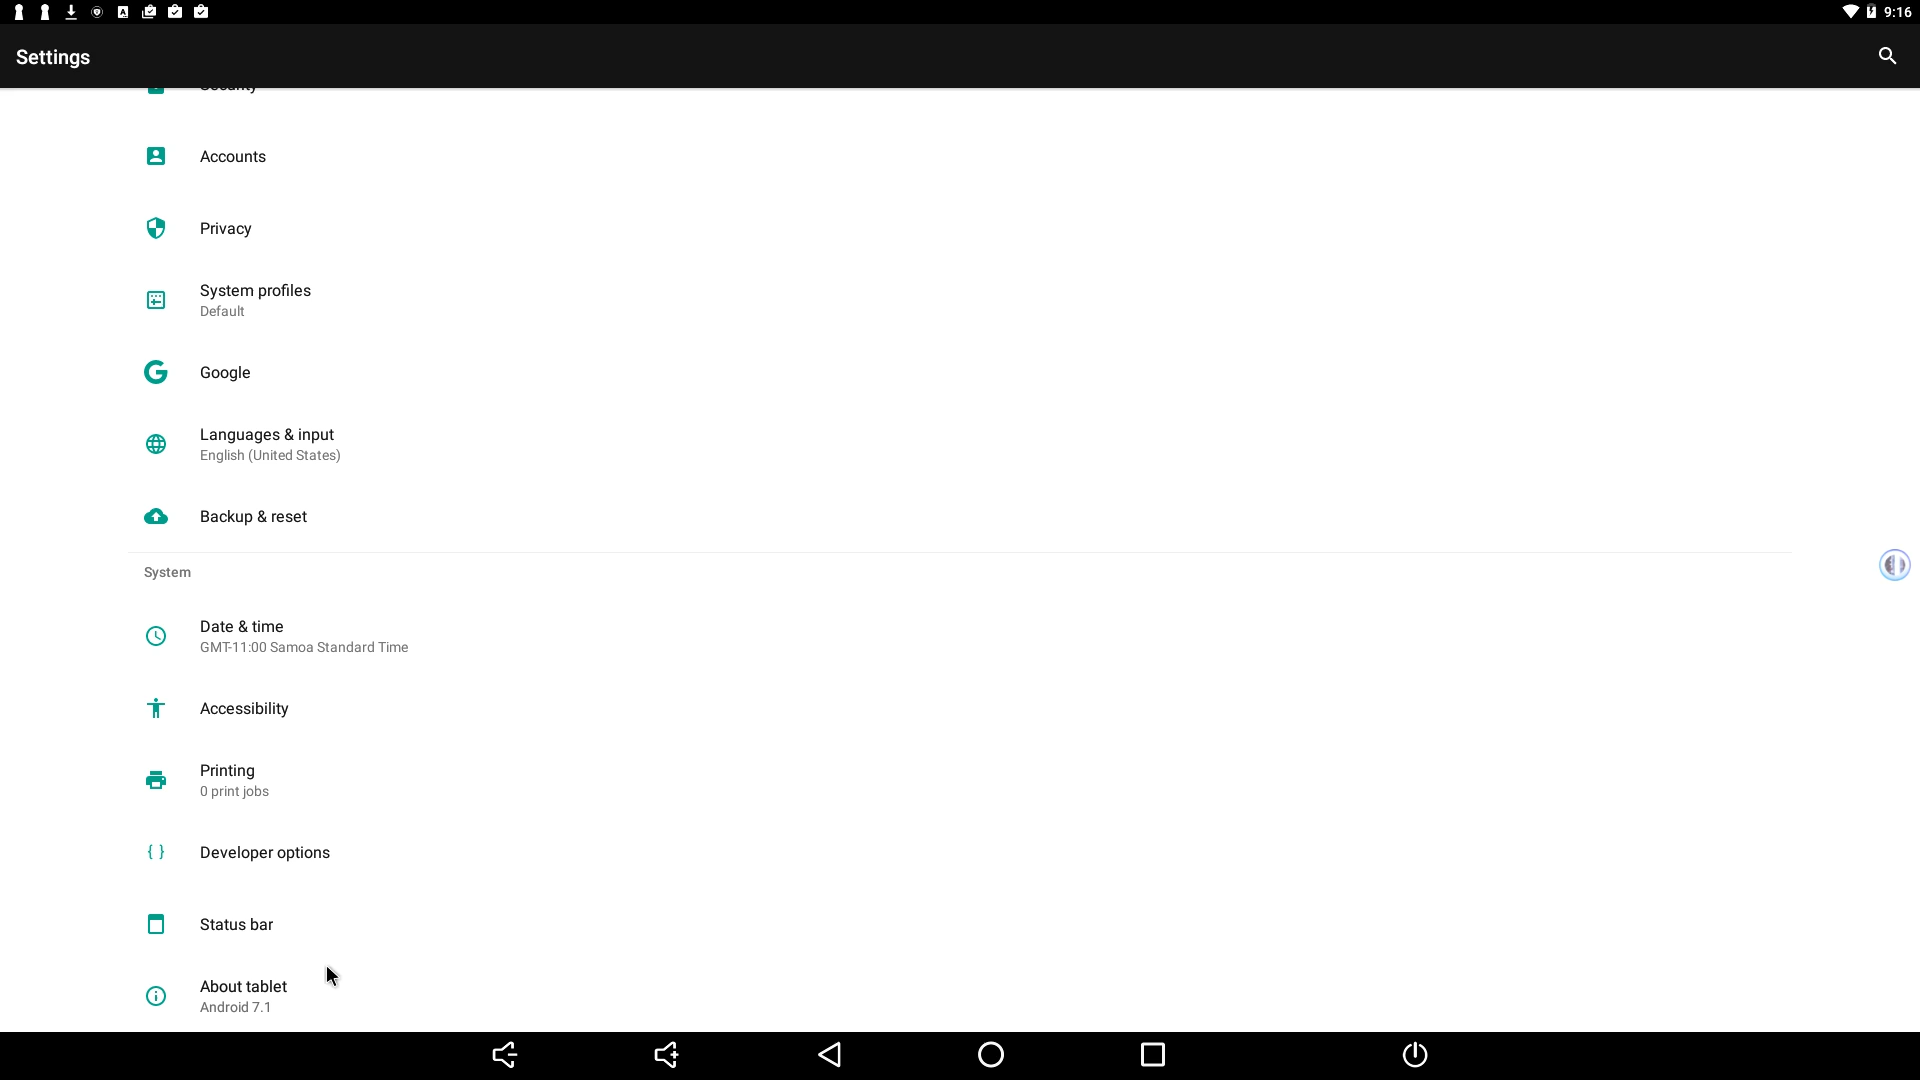 9:16
Settings
Security
Accounts
Privacy
System profiles
Default
Google
Languages & input
English (United States)
Backup & reset
System
Date & time
GMT-11:00 Samoa Standard Time
Accessibility
Printing
0 print jobs
Developer options
Status bar
About tablet
Android 7.1